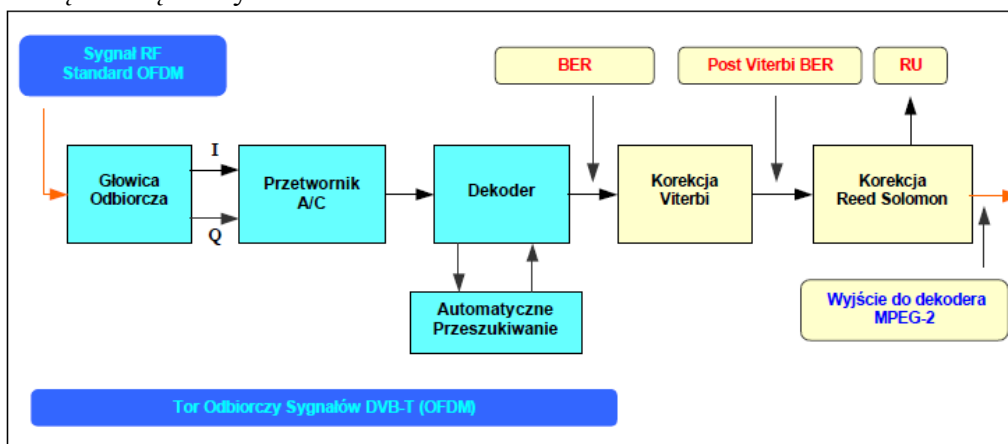 Sygnał RF
Standard OFDM
BER
Post Viterbi BER
RU
I
Q
Głowica
Odbiorcza
Przetwornik
A/C
Dekoder
Korekcja
Viterbi
Korekcja
Reed Solomon
Automatyczne
Przeszukiwanie
Wyjście do dekodera
MPEG-2
Tor Odbiorczy Sygnałów DVB-T (OFDM)